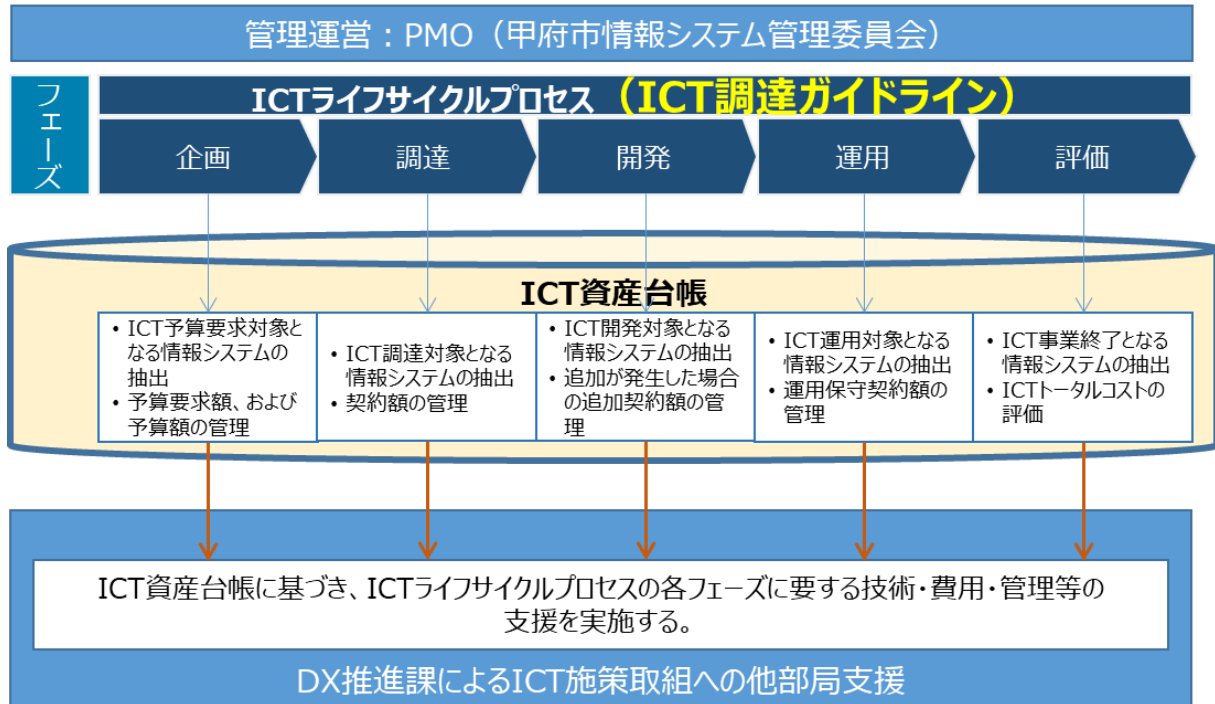 管理運営：PMO（甲府市情報システム管理委員会）
フェーズ
ICTライフサイクルプロセス（ICT調達ガイドライン）
企画
調達
開発
運用
評価
ICT資産台帳
• ICT予算要求対象と
なる情報システムの
抽出
• 予算要求額、および
予算額の管理
• ICT調達対象となる
情報システムの抽出
• 契約額の管理
• ICT開発対象となる
情報システムの抽出
• 追加が発生した場合
の追加契約額の管
理
• ICT運用対象となる
情報システムの抽出
• 運用保守契約額の
管理
• ICT事業終了となる
情報システムの抽出
• ICTトータルコストの
評価
ICT資産台帳に基づき、ICTライフサイクルプロセスの各フェーズに要する技術・費用・管理等の
支援を実施する。
DX推進課によるICT施策取組への他部局支援